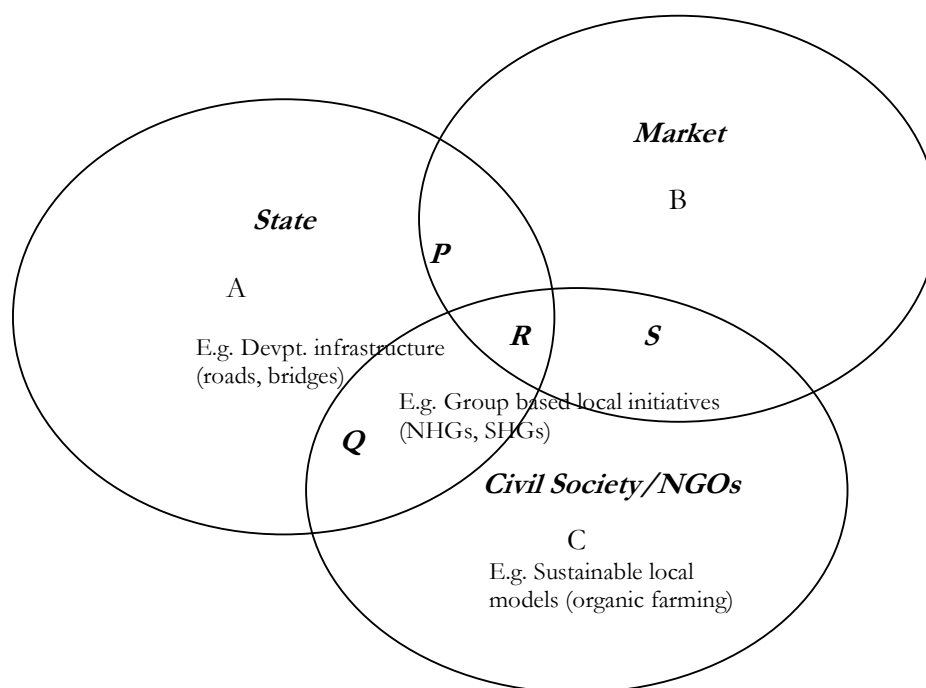 Market
B
State
P
A
R
S
E.g. Devpt. infrastructure
(roads, bridges)
E.g. Group based local initiatives
(NHGs, SHGs)
Q
Civil Society/NGOs
C
E.g. Sustainable local
models (organic farming)